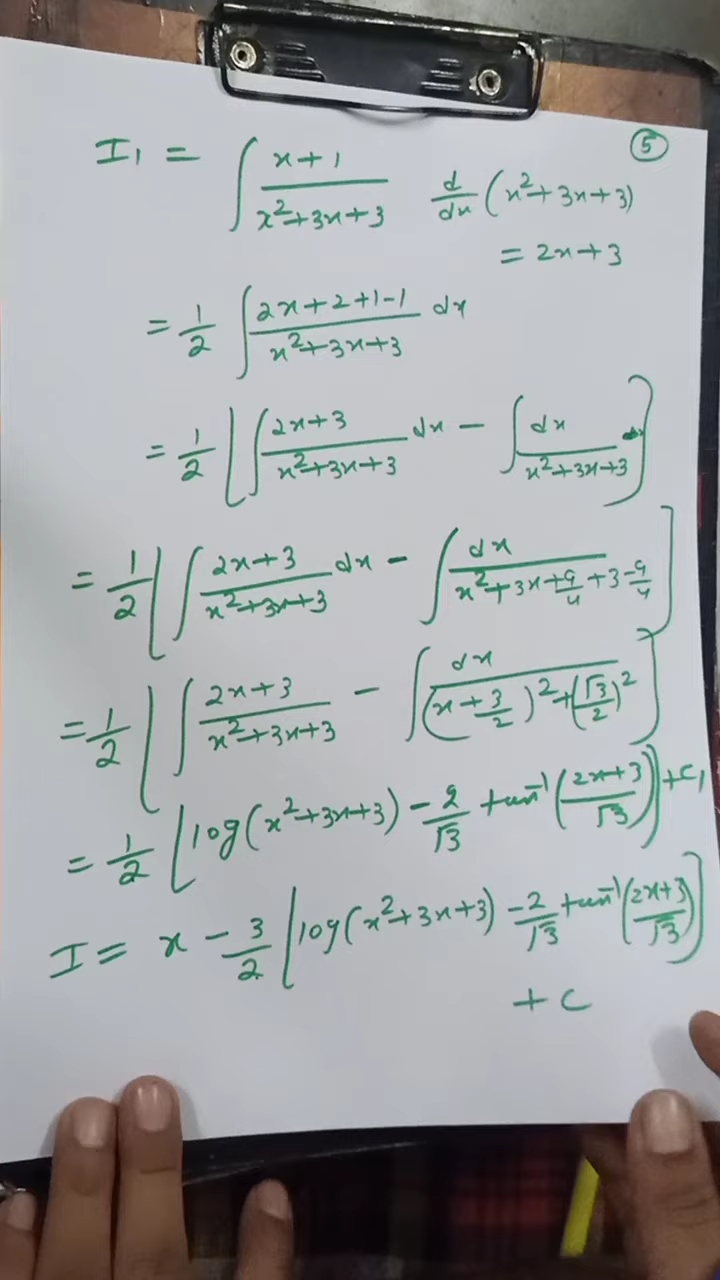 5
I₁ = ∫ (x+1)/(x²+3x+3)   d/dx (x²+3x+3)
= 2x+3
= 1/2 ∫ (2x+2+1-1)/(x²+3x+3) dx
= 1/2 [∫ (2x+3)/(x²+3x+3) dx - ∫ dx/(x²+3x+3)]
= 1/2 [∫ (2x+3)/(x²+3x+3) dx - ∫ dx/(x²+3x+9/4+3-9/4)]
= 1/2 [∫ (2x+3)/(x²+3x+3) - ∫ dx/((x+3/2)²+(√3/2)²)]
= 1/2 [log(x²+3x+3) - 2/√3 tan⁻¹((2x+3)/√3)] + C₁
I = x - 3/2 [log(x²+3x+3) - 2/√3 tan⁻¹((2x+3)/√3)]
+ C